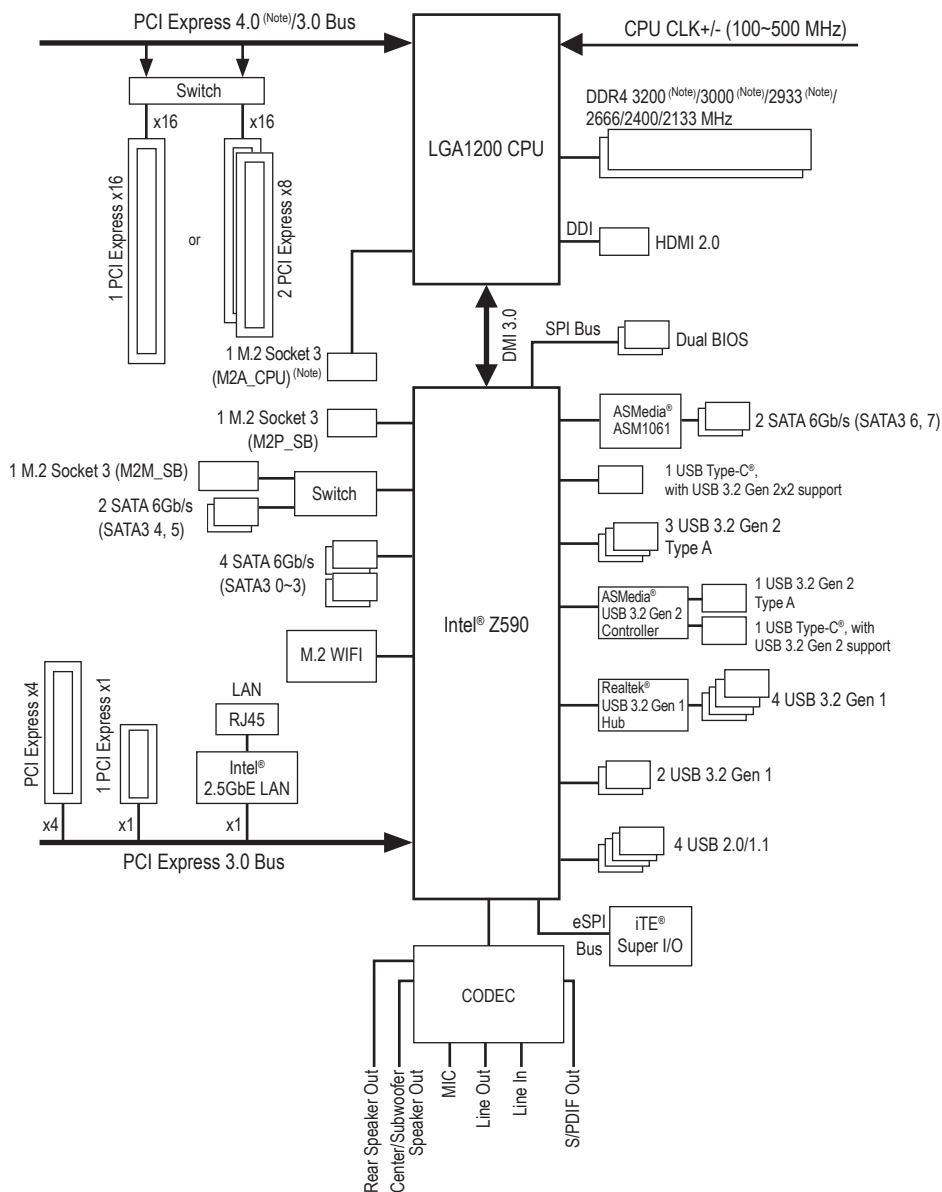 PCI Express 4.0 (Note)/3.0 Bus
CPU CLK+/- (100~500 MHz)
Switch
x16
x16
1 PCI Express x16
or
2 PCI Express x8
LGA1200 CPU
DDR4 3200 (Note)/3000 (Note)/2933 (Note)/
2666/2400/2133 MHz
DDI
HDMI 2.0
DMI 3.0
SPI Bus
Dual BIOS
1 M.2 Socket 3
(M2A_CPU) (Note)
1 M.2 Socket 3
(M2P_SB)
1 M.2 Socket 3 (M2M_SB)
Switch
2 SATA 6Gb/s
(SATA3 4, 5)
4 SATA 6Gb/s
(SATA3 0~3)
M.2 WIFI
Intel® Z590
ASMedia®
ASM1061
2 SATA 6Gb/s (SATA3 6, 7)
1 USB Type-C®,
with USB 3.2 Gen 2x2 support
3 USB 3.2 Gen 2
Type A
ASMedia®
USB 3.2 Gen 2
Controller
1 USB 3.2 Gen 2
Type A
1 USB Type-C®, with
USB 3.2 Gen 2 support
Realtek®
USB 3.2 Gen 1
Hub
4 USB 3.2 Gen 1
2 USB 3.2 Gen 1
4 USB 2.0/1.1
PCI Express x4
1 PCI Express x1
LAN
RJ45
Intel®
2.5GbE LAN
x4
x1
x1
PCI Express 3.0 Bus
eSPI
Bus
iTE®
Super I/O
CODEC
Rear Speaker Out
Center/Subwoofer
Speaker Out
MIC
Line Out
Line In
S/PDIF Out